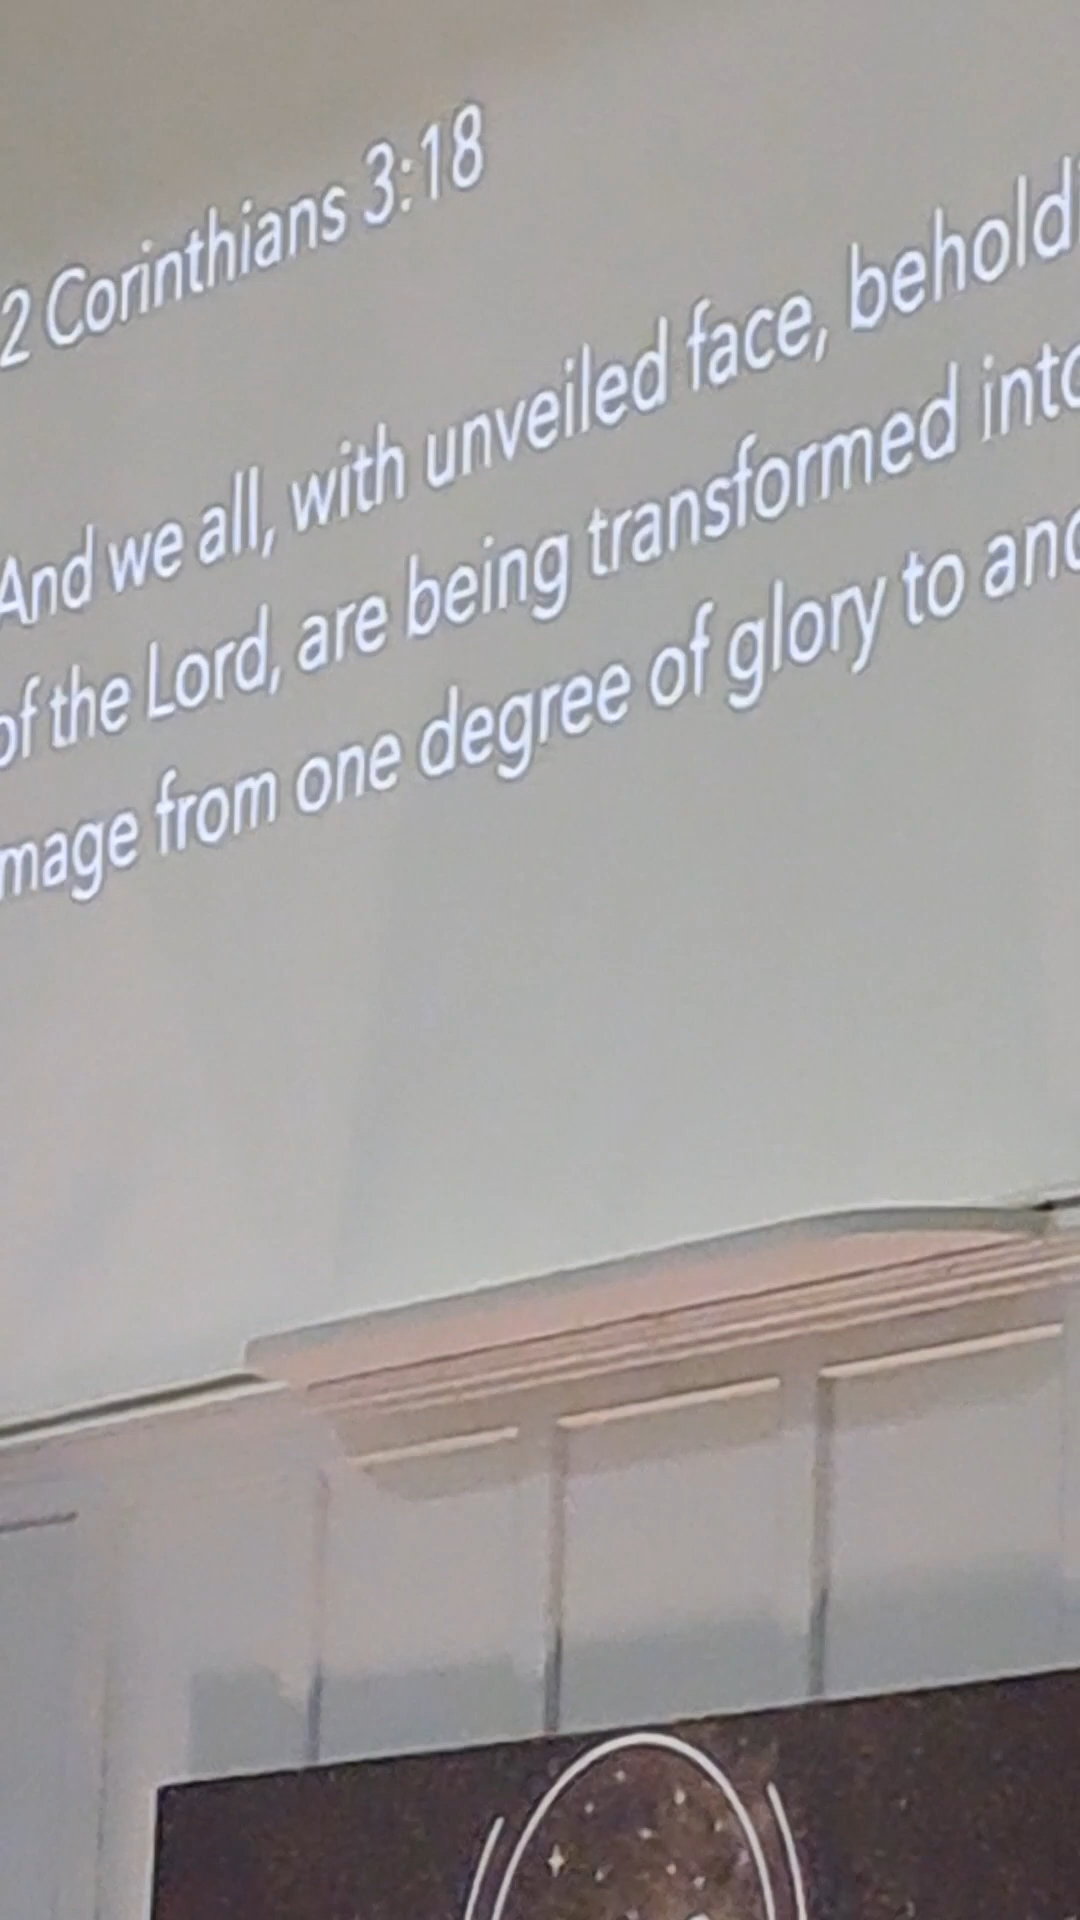 2 Corinthians 3:18
And we all, with unveiled face, behold
of the Lord, are being transformed into
mage from one degree of glory to ano